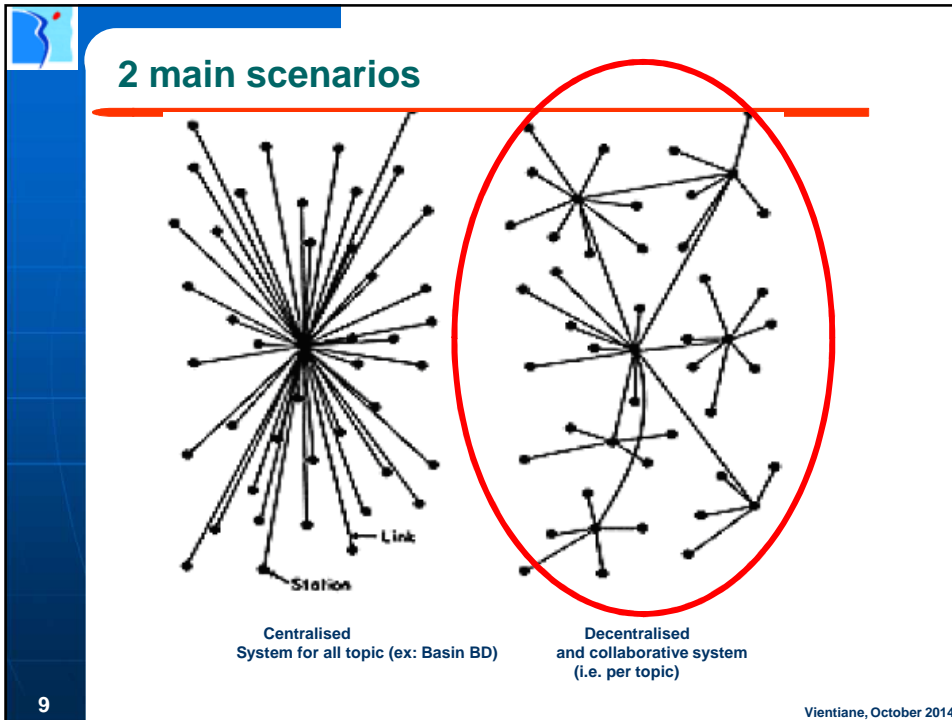 2 main scenarios
Link
Station
Centralised
System for all topic (ex: Basin BD)
Decentralised
and collaborative system
(i.e. per topic)
9
Vientiane, October 2014